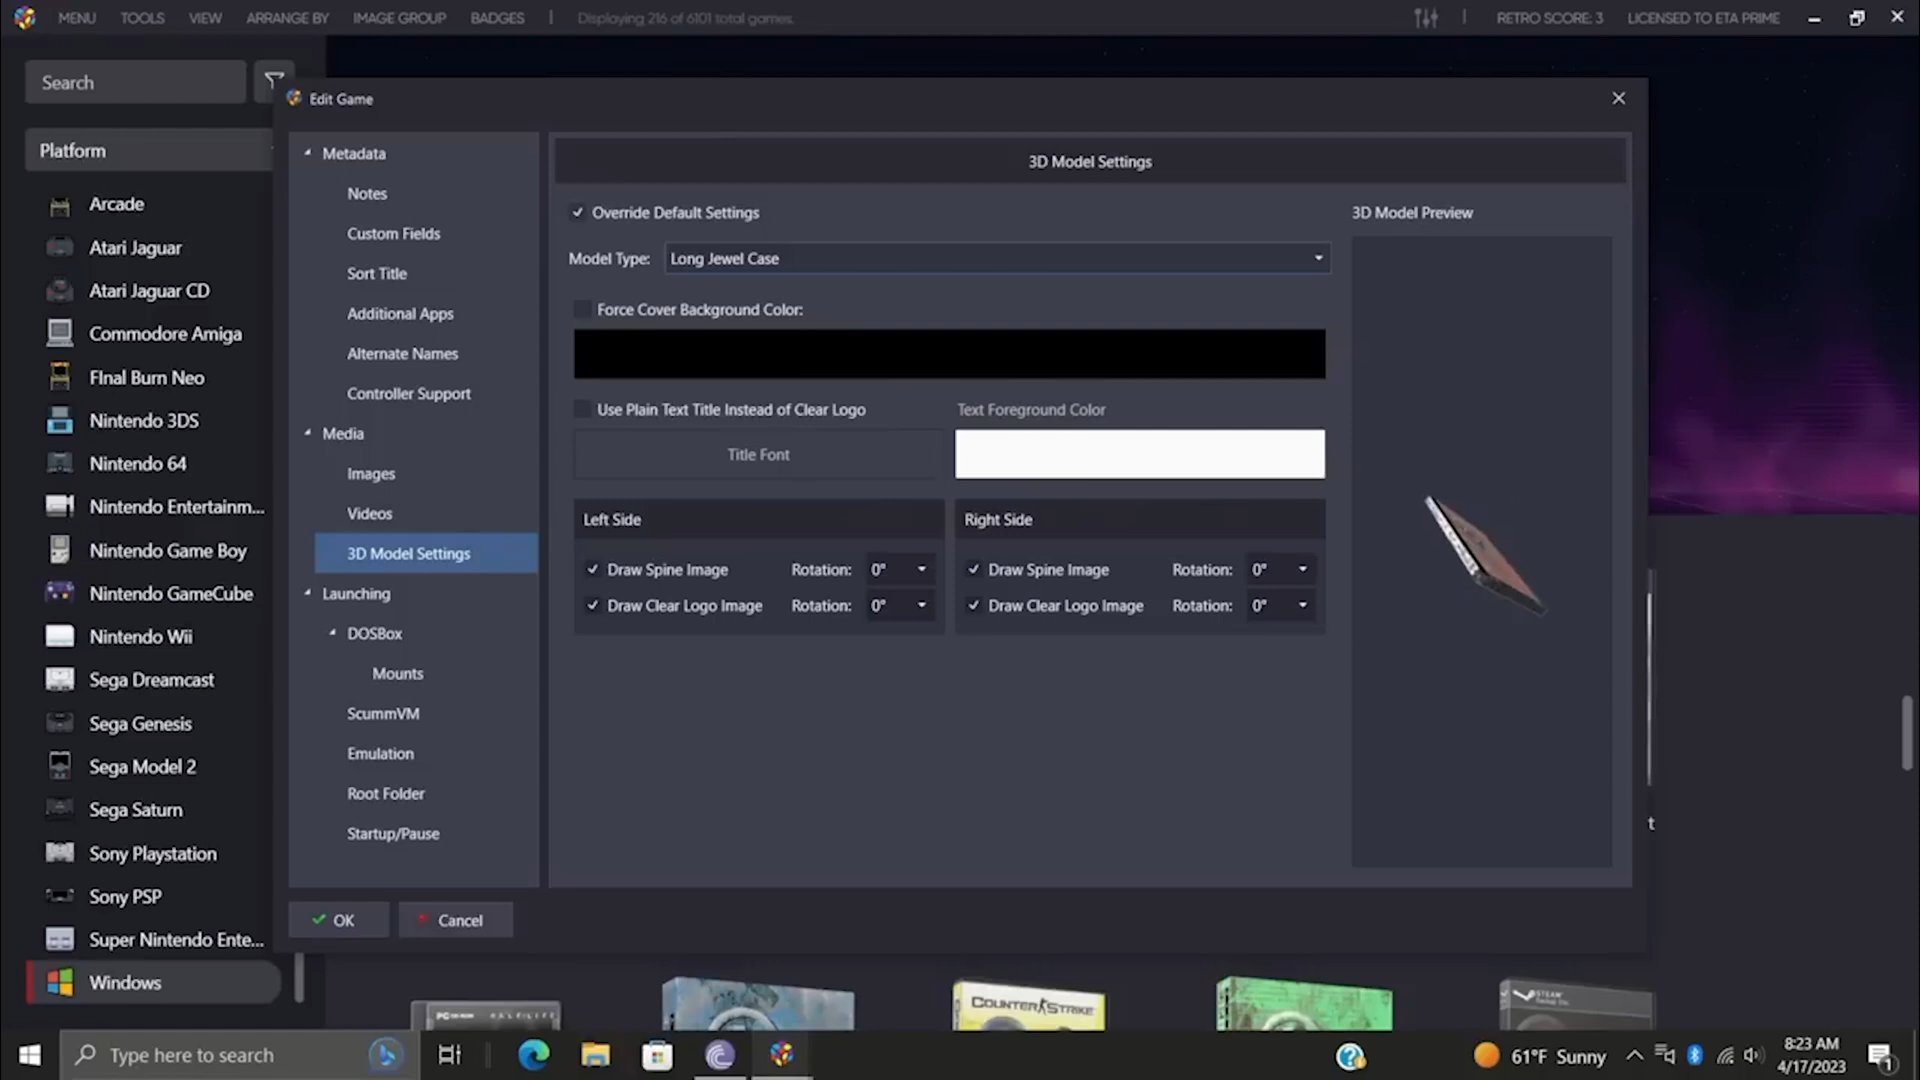 MENU TOOLS VIEW ARRANGE BY IMAGE GROUP BADGES Displaying 216 of 6101 total games. RETRO SCORE: 3 LICENSED TO ETA PRIME
Search
Platform
Arcade
Atari Jaguar
Atari Jaguar CD
Commodore Amiga
FInal Burn Neo
Nintendo 3DS
Nintendo 64
Nintendo Entertainm...
Nintendo Game Boy
Nintendo GameCube
Nintendo Wii
Sega Dreamcast
Sega Genesis
Sega Model 2
Sega Saturn
Sony Playstation
Sony PSP
Super Nintendo Ente...
Windows
Edit Game
Metadata
Notes
Custom Fields
Sort Title
Additional Apps
Alternate Names
Controller Support
Media
Images
Videos
3D Model Settings
Launching
DOSBox
Mounts
ScummVM
Emulation
Root Folder
Startup/Pause
3D Model Settings
Override Default Settings
Model Type: Long Jewel Case
Force Cover Background Color:
Use Plain Text Title Instead of Clear Logo Text Foreground Color
Title Font
Left Side
Draw Spine Image Rotation: 0°
Draw Clear Logo Image Rotation: 0°
Right Side
Draw Spine Image Rotation: 0°
Draw Clear Logo Image Rotation: 0°
3D Model Preview
t
OK Cancel
COUNTER STRIKE
STEAM
Type here to search
61°F Sunny
8:23 AM
4/17/2023
1